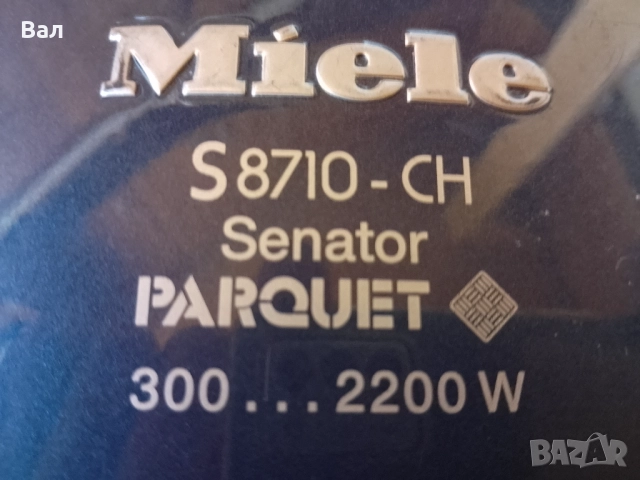 Вал
Miele
S 8710 - CH
Senator
PARQUET
300 . . . 2200 W
BAZAR